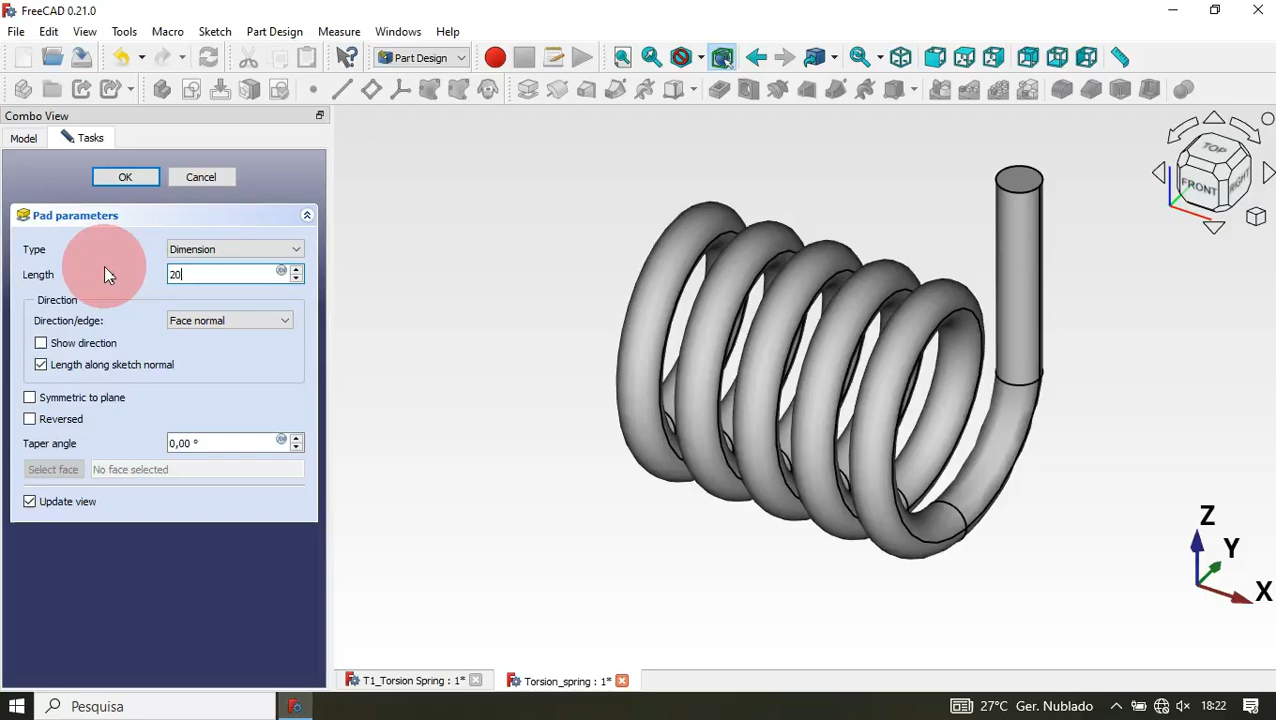 FreeCAD 0.21.0
File Edit View Tools Macro Sketch Part Design Measure Windows Help
Part Design
Combo View
Model Tasks
OK Cancel
Pad parameters
Type Dimension
Length 20
Direction
Direction/edge: Face normal
Show direction
Length along sketch normal
Symmetric to plane
Reversed
Taper angle 0,00 °
Select face No face selected
Update view
TOP
FRONT RIGHT
Z
Y
X
T1_Torsion Spring : 1* Torsion_spring : 1*
Pesquisa 27°C Ger. Nublado 18:22